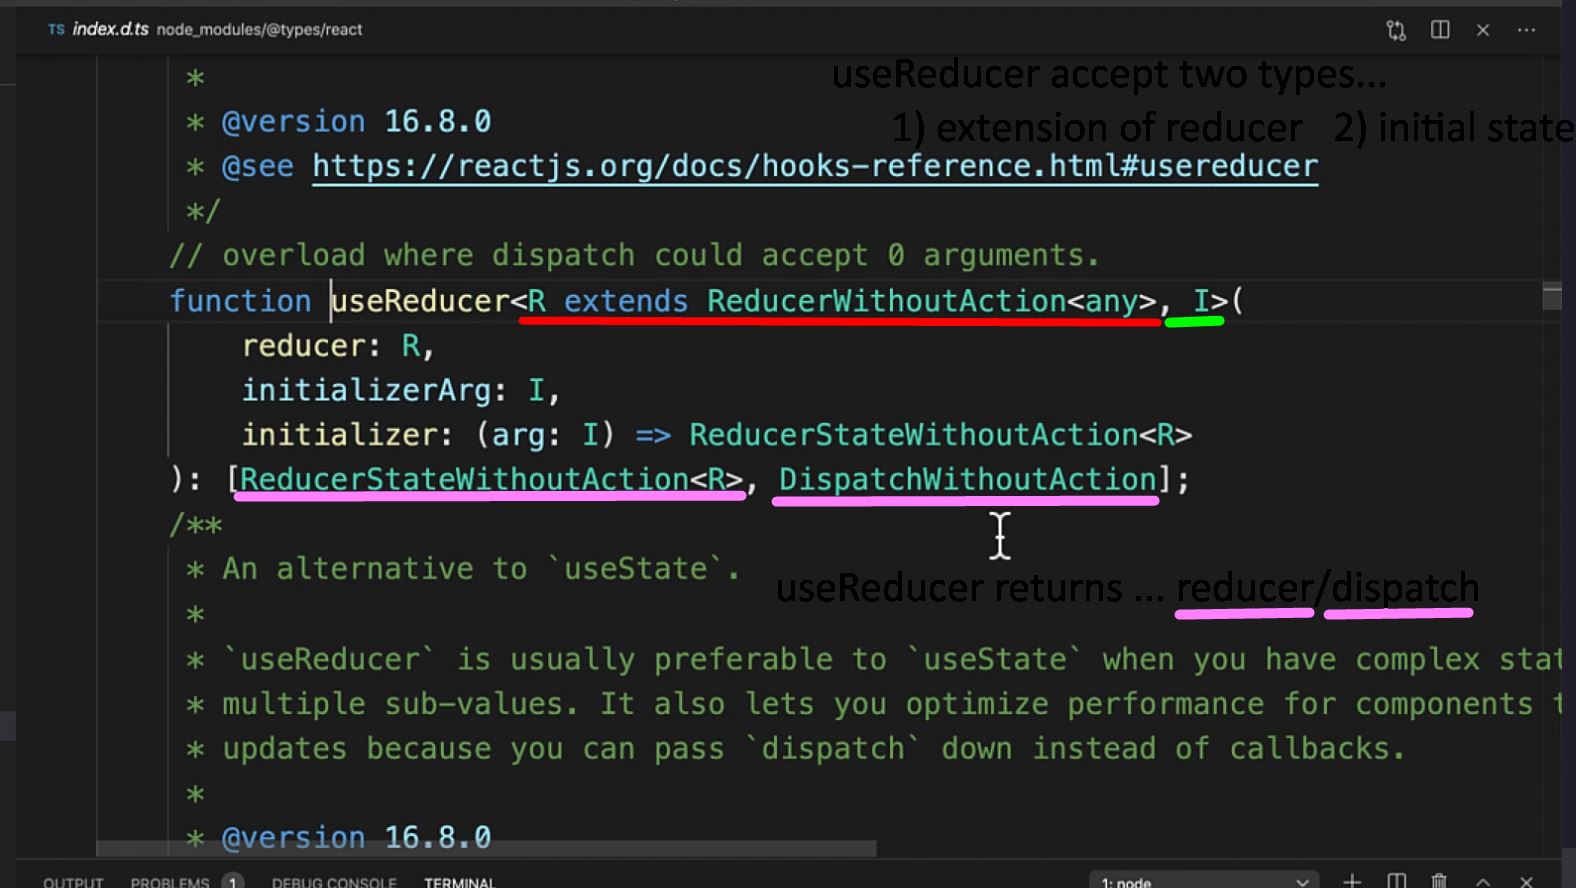 TS index.d.ts node_modules/@types/react
*
useReducer accept two types...
* @version 16.8.0
1) extension of reducer 2) initial state
* @see https://reactjs.org/docs/hooks-reference.html#usereducer
*/
// overload where dispatch could accept 0 arguments.
function useReducer<R extends ReducerWithoutAction<any>, I>(
reducer: R,
initializerArg: I,
initializer: (arg: I) => ReducerStateWithoutAction<R>
): [ReducerStateWithoutAction<R>, DispatchWithoutAction];
/**
* An alternative to `useState`.
useReducer returns ... reducer/dispatch
*
* `useReducer` is usually preferable to `useState` when you have complex stat
* multiple sub-values. It also lets you optimize performance for components t
* updates because you can pass `dispatch` down instead of callbacks.
*
* @version 16.8.0
OUTPUT PROBLEMS 1 DEBUG CONSOLE TERMINAL 1: node